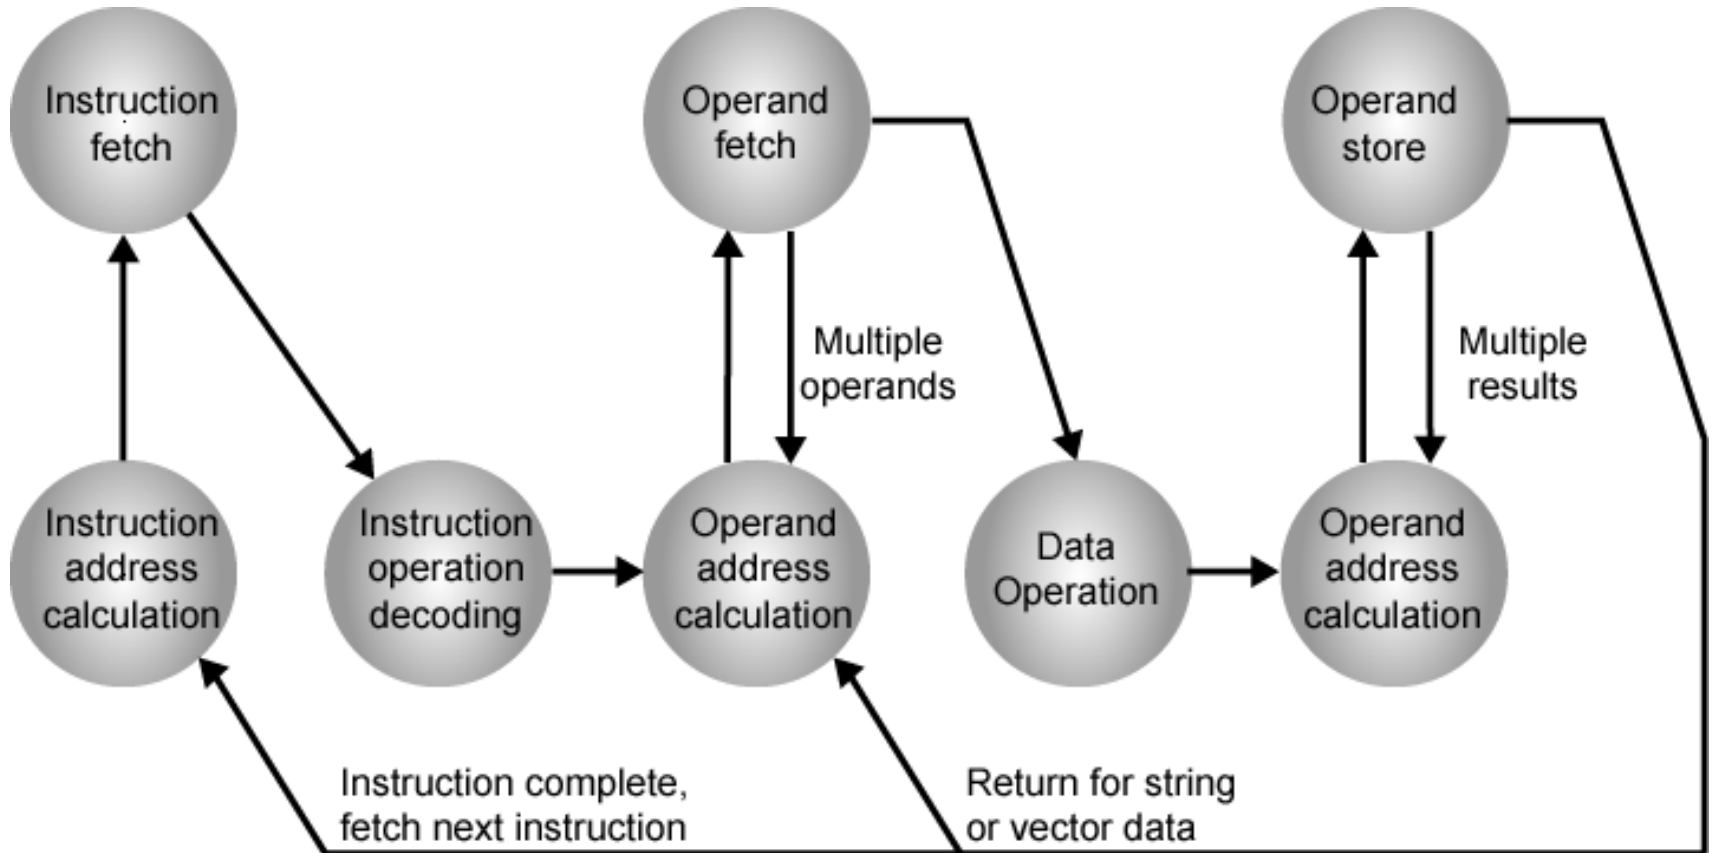 Instruction
fetch
Operand
fetch
Operand
store
Multiple
operands
Multiple
results
Instruction
address
calculation
Instruction
operation
decoding
Operand
address
calculation
Data
Operation
Operand
address
calculation
Instruction complete,
fetch next instruction
Return for string
or vector data